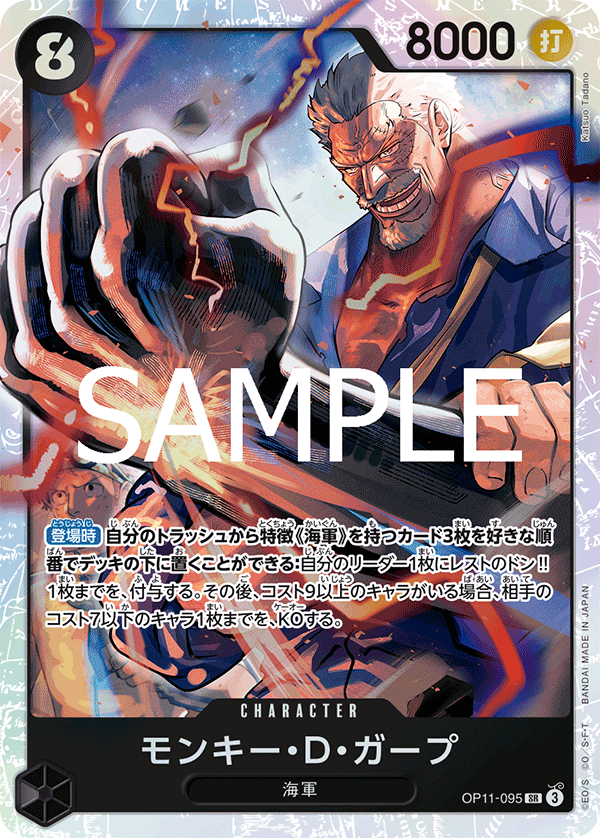 8
8000
打
Katsuo Tadano
SAMPLE
登場時 自分のトラッシュから特徴《海軍》を持つカード3枚を好きな順
番でデッキの下に置くことができる:自分のリーダー1枚にレストのドン!!
1枚までを、付与する。その後、コスト9以上のキャラがいる場合、相手の
コスト7以下のキャラ1枚までを、KOする。
©E.O/S ©O/S・F・T BANDAI MADE IN JAPAN
CHARACTER
モンキー・D・ガープ
海軍
OP11-095 SR 3